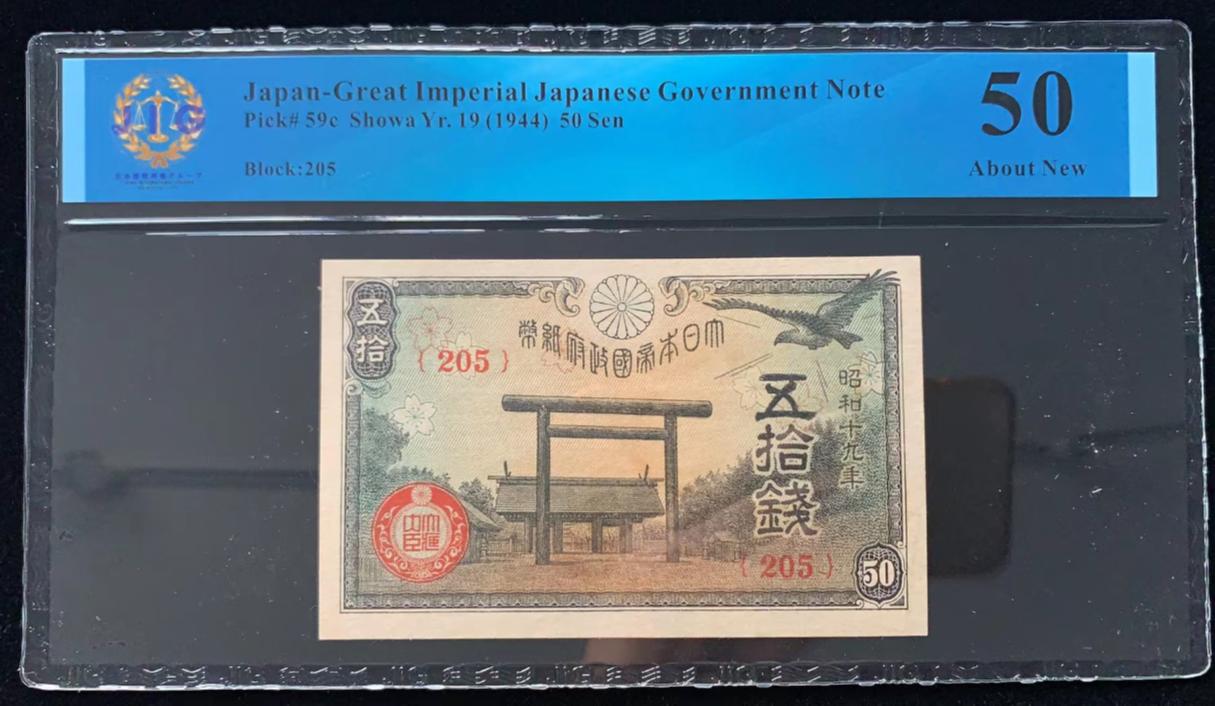 Japan-Great Imperial Japanese Government Note
Pick# 59c Showa Yr. 19 (1944) 50 Sen
Block:205
50
About New
JIG
五拾
大日本帝國政府紙幣
{ 205 }
昭和十九年
五拾錢
{ 205 }
50